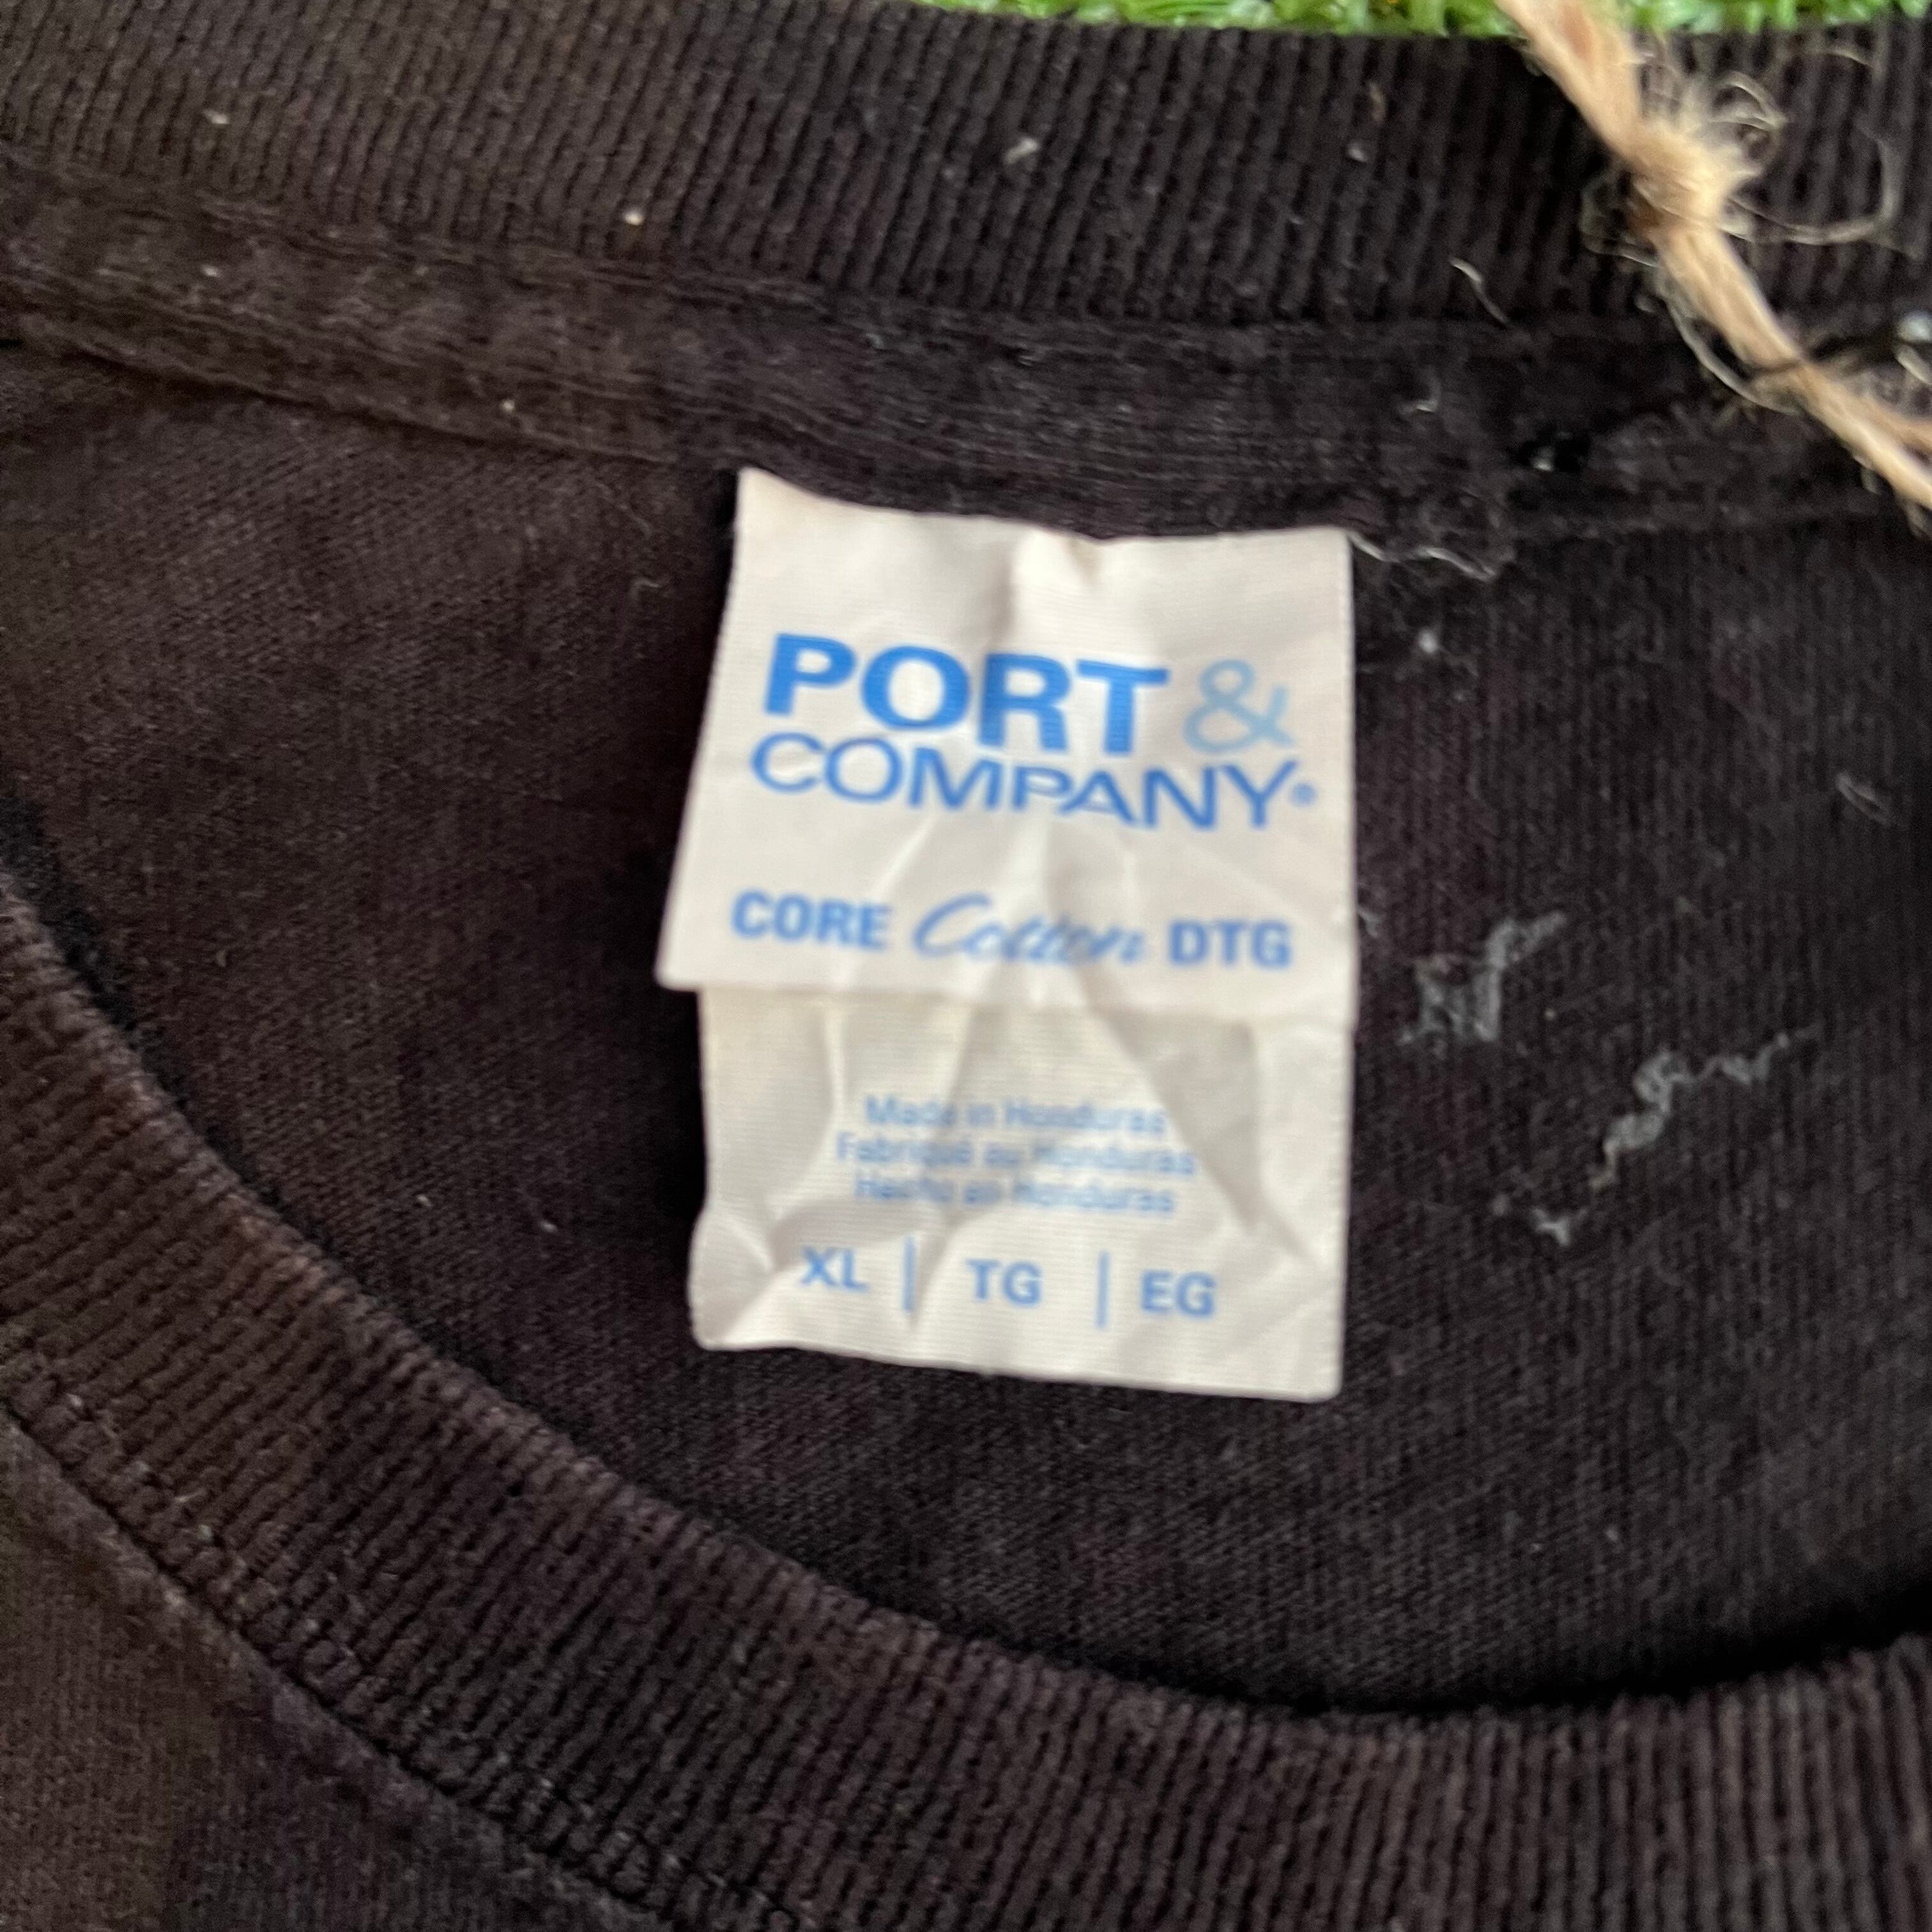 PORT &
COMPANY®
CORE Cotton DTG
Made in Honduras
Fabriqué au Honduras
Hecho en Honduras
XL | TG | EG